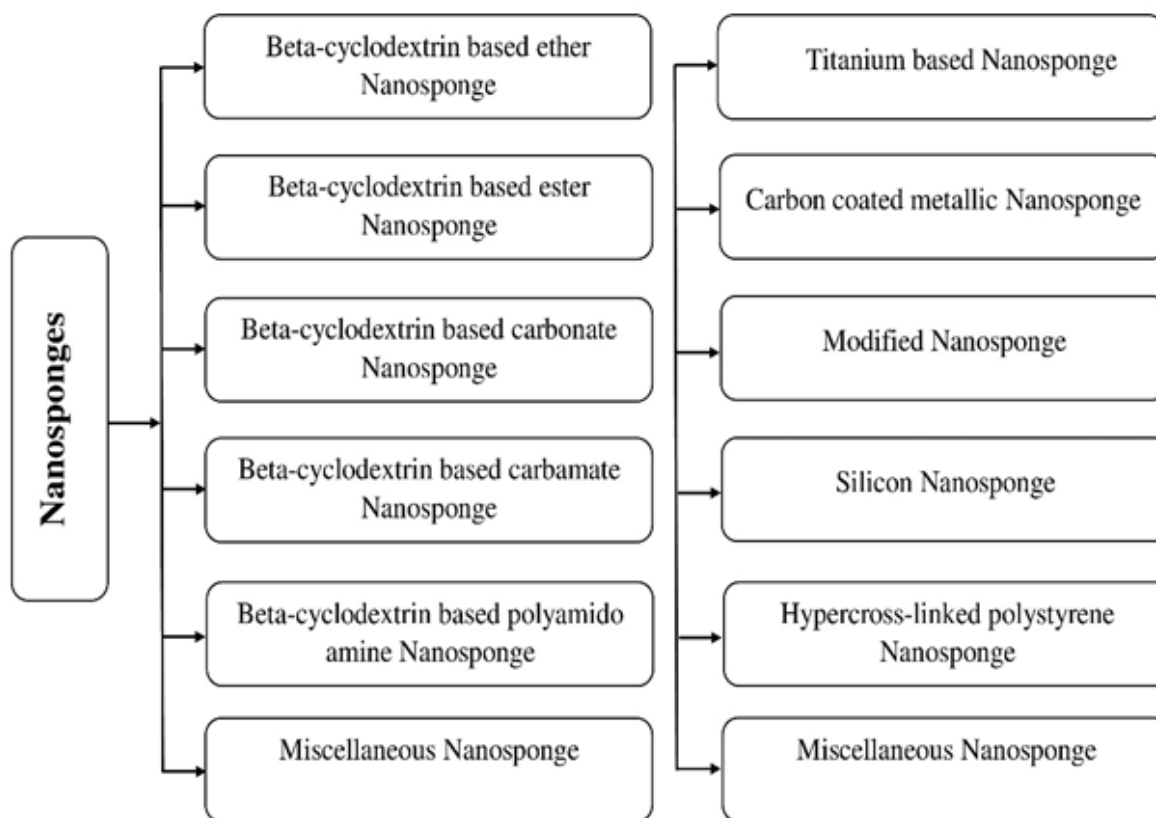 Nanosponges
Beta-cyclodextrin based ether
Nanosponge
Beta-cyclodextrin based ester
Nanosponge
Beta-cyclodextrin based carbonate
Nanosponge
Beta-cyclodextrin based carbamate
Nanosponge
Beta-cyclodextrin based polyamido
amine Nanosponge
Miscellaneous Nanosponge
Titanium based Nanosponge
Carbon coated metallic Nanosponge
Modified Nanosponge
Silicon Nanosponge
Hypercross-linked polystyrene
Nanosponge
Miscellaneous Nanosponge